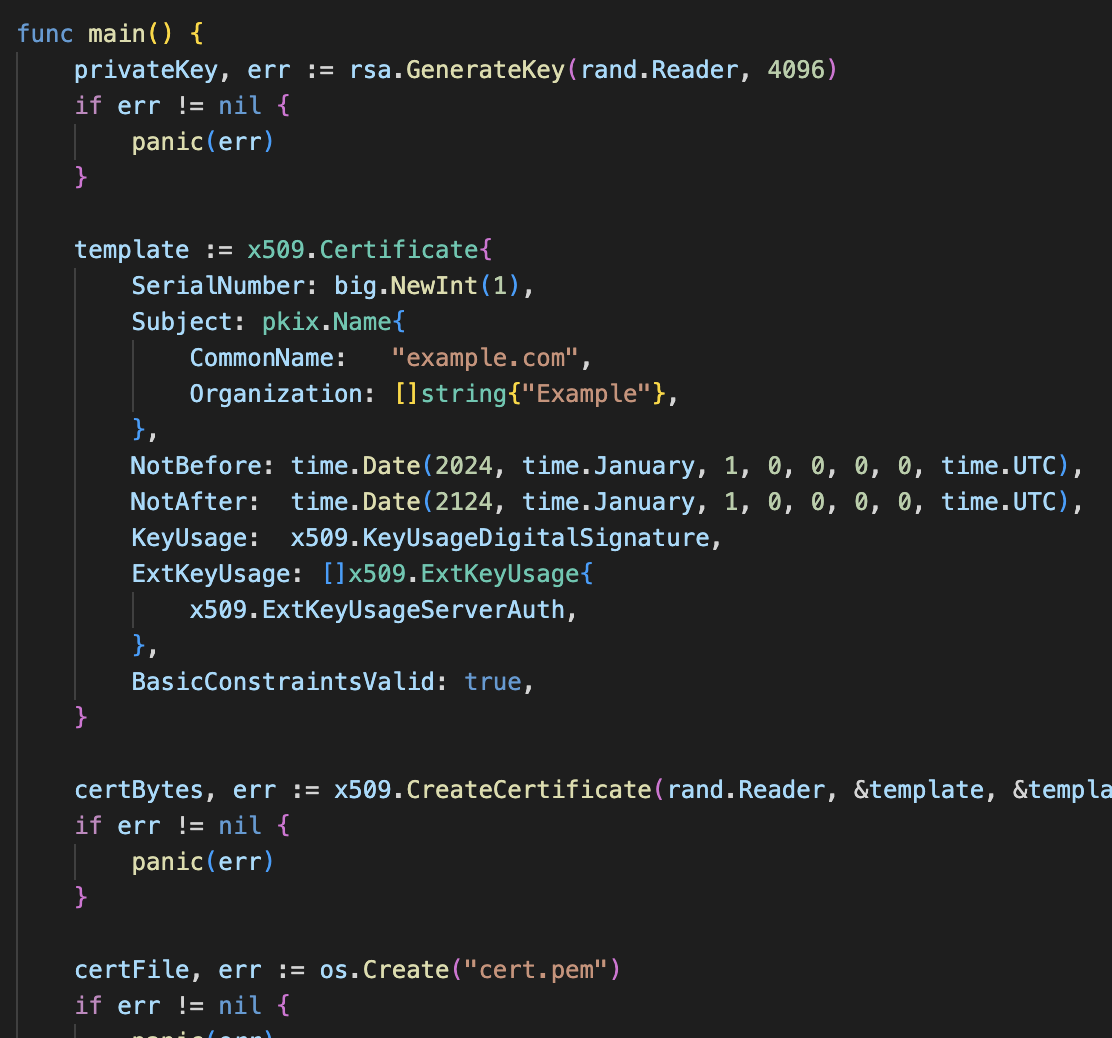 func main() {
    privateKey, err := rsa.GenerateKey(rand.Reader, 4096)
    if err != nil {
        panic(err)
    }

    template := x509.Certificate{
        SerialNumber: big.NewInt(1),
        Subject: pkix.Name{
            CommonName:   "example.com",
            Organization: []string{"Example"},
        },
        NotBefore: time.Date(2024, time.January, 1, 0, 0, 0, 0, time.UTC),
        NotAfter:  time.Date(2124, time.January, 1, 0, 0, 0, 0, time.UTC),
        KeyUsage:  x509.KeyUsageDigitalSignature,
        ExtKeyUsage: []x509.ExtKeyUsage{
            x509.ExtKeyUsageServerAuth,
        },
        BasicConstraintsValid: true,
    }

    certBytes, err := x509.CreateCertificate(rand.Reader, &template, &templa
    if err != nil {
        panic(err)
    }

    certFile, err := os.Create("cert.pem")
    if err != nil {